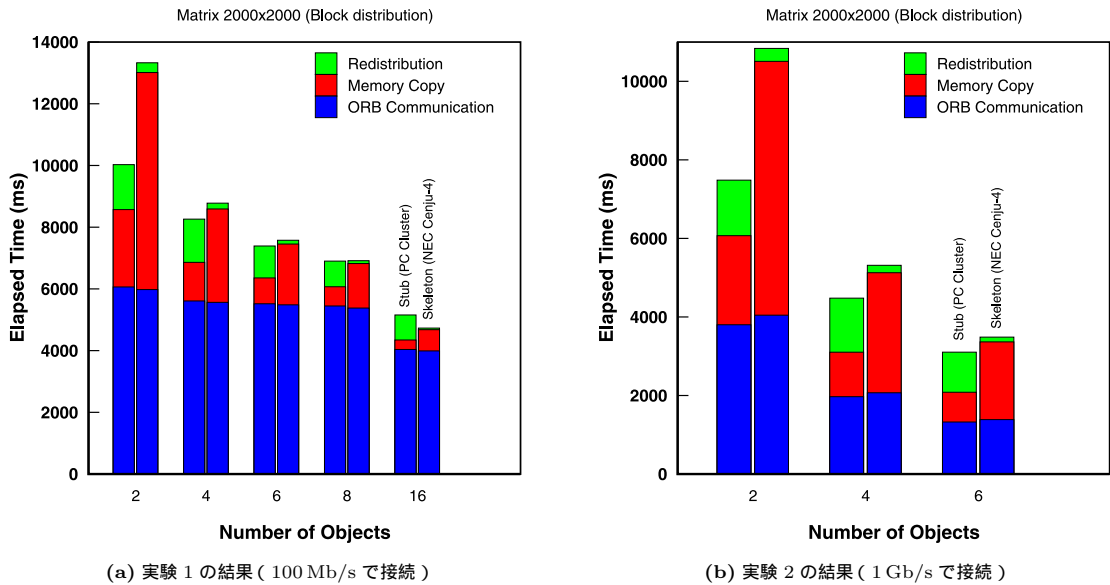 Matrix 2000x2000 (Block distribution)
14000
12000
10000
8000
6000
4000
2000
0
Elapsed Time (ms)
Redistribution
Memory Copy
ORB Communication
Stub (PC Cluster)
Skeleton (NEC Cenju-4)
2 4 6 8 16
Number of Objects
(a) 実験 1 の結果 ( 100 Mb/s で接続 )
Matrix 2000x2000 (Block distribution)
10000
8000
6000
4000
2000
0
Elapsed Time (ms)
Redistribution
Memory Copy
ORB Communication
Stub (PC Cluster)
Skeleton (NEC Cenju-4)
2 4 6
Number of Objects
(b) 実験 2 の結果 ( 1 Gb/s で接続 )